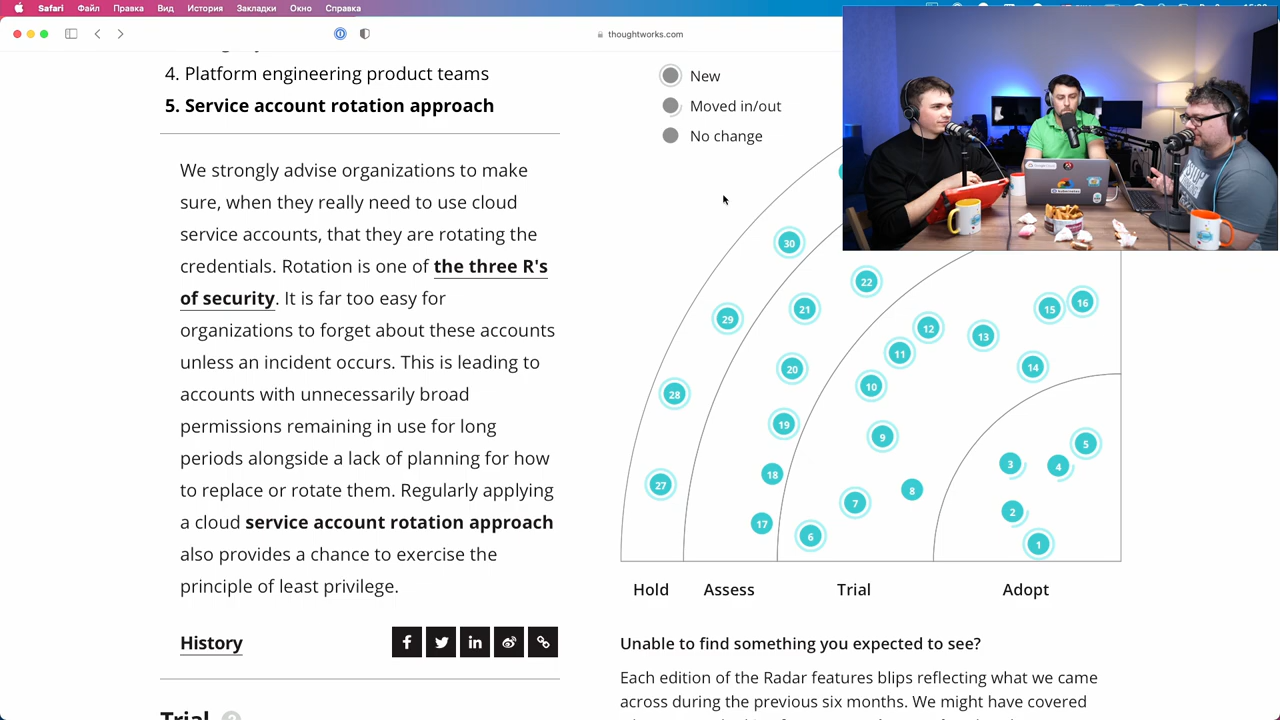 Safari Файл Правка Вид История Закладки Окно Справка
thoughtworks.com
4. Platform engineering product teams
5. Service account rotation approach
We strongly advise organizations to make
sure, when they really need to use cloud
service accounts, that they are rotating the
credentials. Rotation is one of the three R's
of security. It is far too easy for
organizations to forget about these accounts
unless an incident occurs. This is leading to
accounts with unnecessarily broad
permissions remaining in use for long
periods alongside a lack of planning for how
to replace or rotate them. Regularly applying
a cloud service account rotation approach
also provides a chance to exercise the
principle of least privilege.
History
Trial ?
New
Moved in/out
No change
30
22
29
21
12
13
15
16
11
20
14
28
10
19
9
5
3
4
18
27
8
7
2
17
6
1
Hold Assess Trial Adopt
Unable to find something you expected to see?
Each edition of the Radar features blips reflecting what we came
across during the previous six months. We might have covered